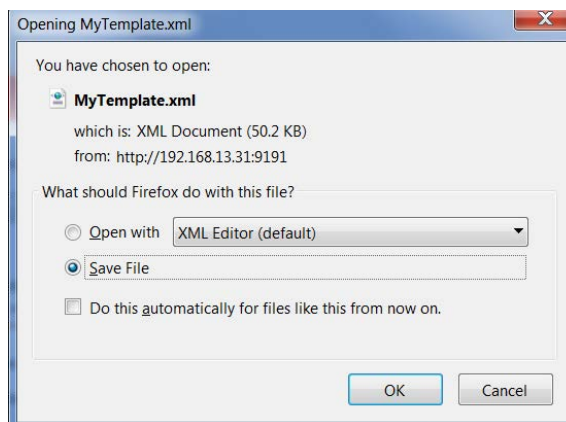 Opening MyTemplate.xml
You have chosen to open:
MyTemplate.xml
which is: XML Document (50.2 KB)
from: http://192.168.13.31:9191
What should Firefox do with this file?
Open with XML Editor (default)
Save File
Do this automatically for files like this from now on.
OK Cancel